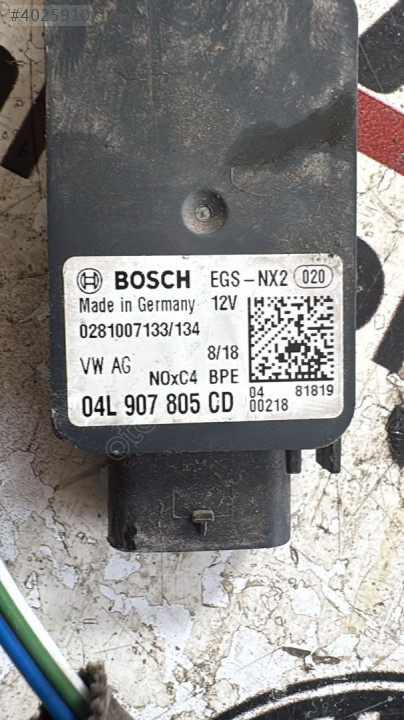 #4025910
BOSCH EGS-NX2 020
Made in Germany 12V
0281007133/134
VW AG 8/18
NOxC4 BPE
04L 907 805 CD
04 81819
00218